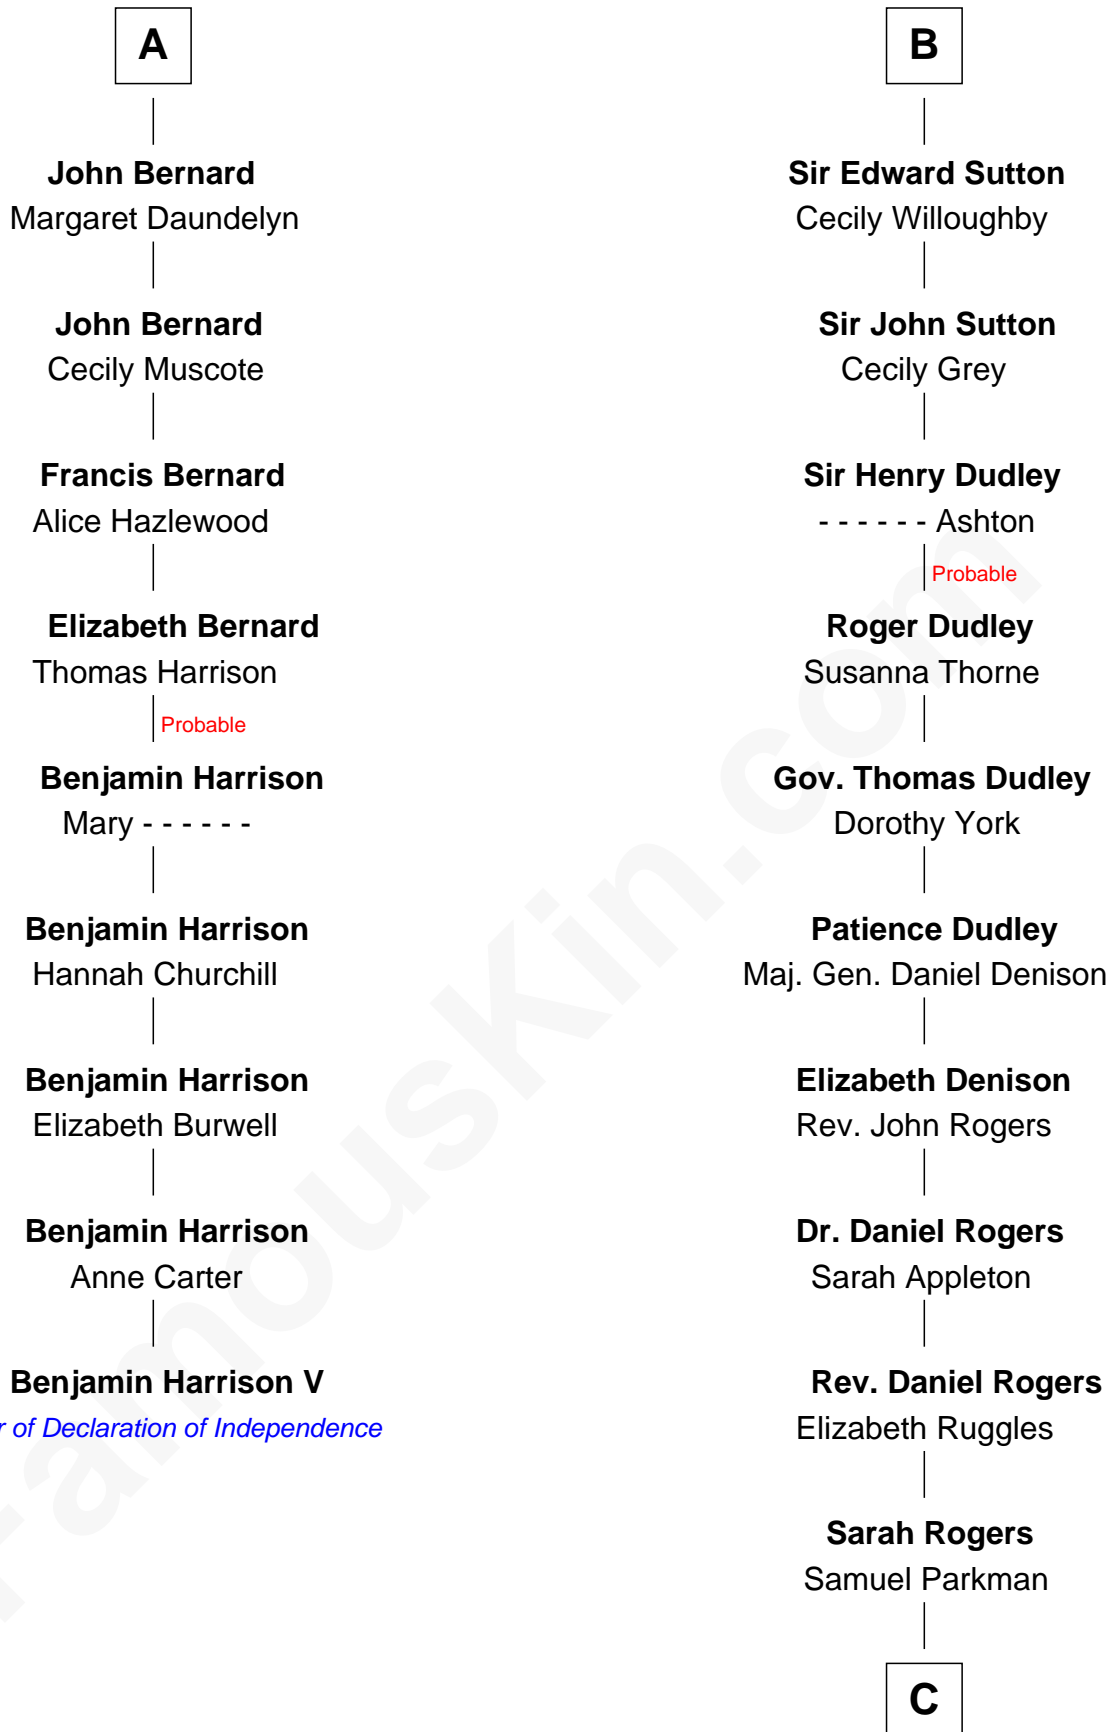 A
John Bernard
Margaret Daundelyn
John Bernard
Cecily Muscote
Francis Bernard
Alice Hazlewood
Elizabeth Bernard
Thomas Harrison
Probable
Benjamin Harrison
Mary - - - - - -
Benjamin Harrison
Hannah Churchill
Benjamin Harrison
Elizabeth Burwell
Benjamin Harrison
Anne Carter
Benjamin Harrison V
r of Declaration of Independence
B
Sir Edward Sutton
Cecily Willoughby
Sir John Sutton
Cecily Grey
Sir Henry Dudley
- - - - - - Ashton
Probable
Roger Dudley
Susanna Thorne
Gov. Thomas Dudley
Dorothy York
Patience Dudley
Maj. Gen. Daniel Denison
Elizabeth Denison
Rev. John Rogers
Dr. Daniel Rogers
Sarah Appleton
Rev. Daniel Rogers
Elizabeth Ruggles
Sarah Rogers
Samuel Parkman
C
FamousKin.com